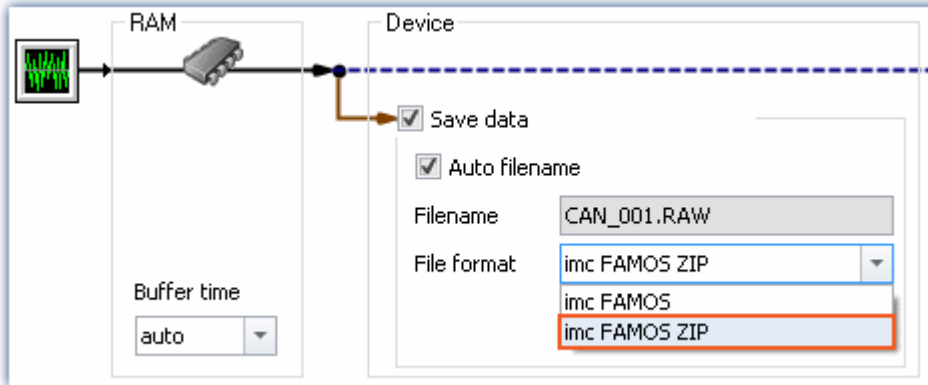 RAM
Device
Save data
Auto filename
Filename
CAN_001.RAW
File format
imc FAMOS ZIP
imc FAMOS
imc FAMOS ZIP
Buffer time
auto